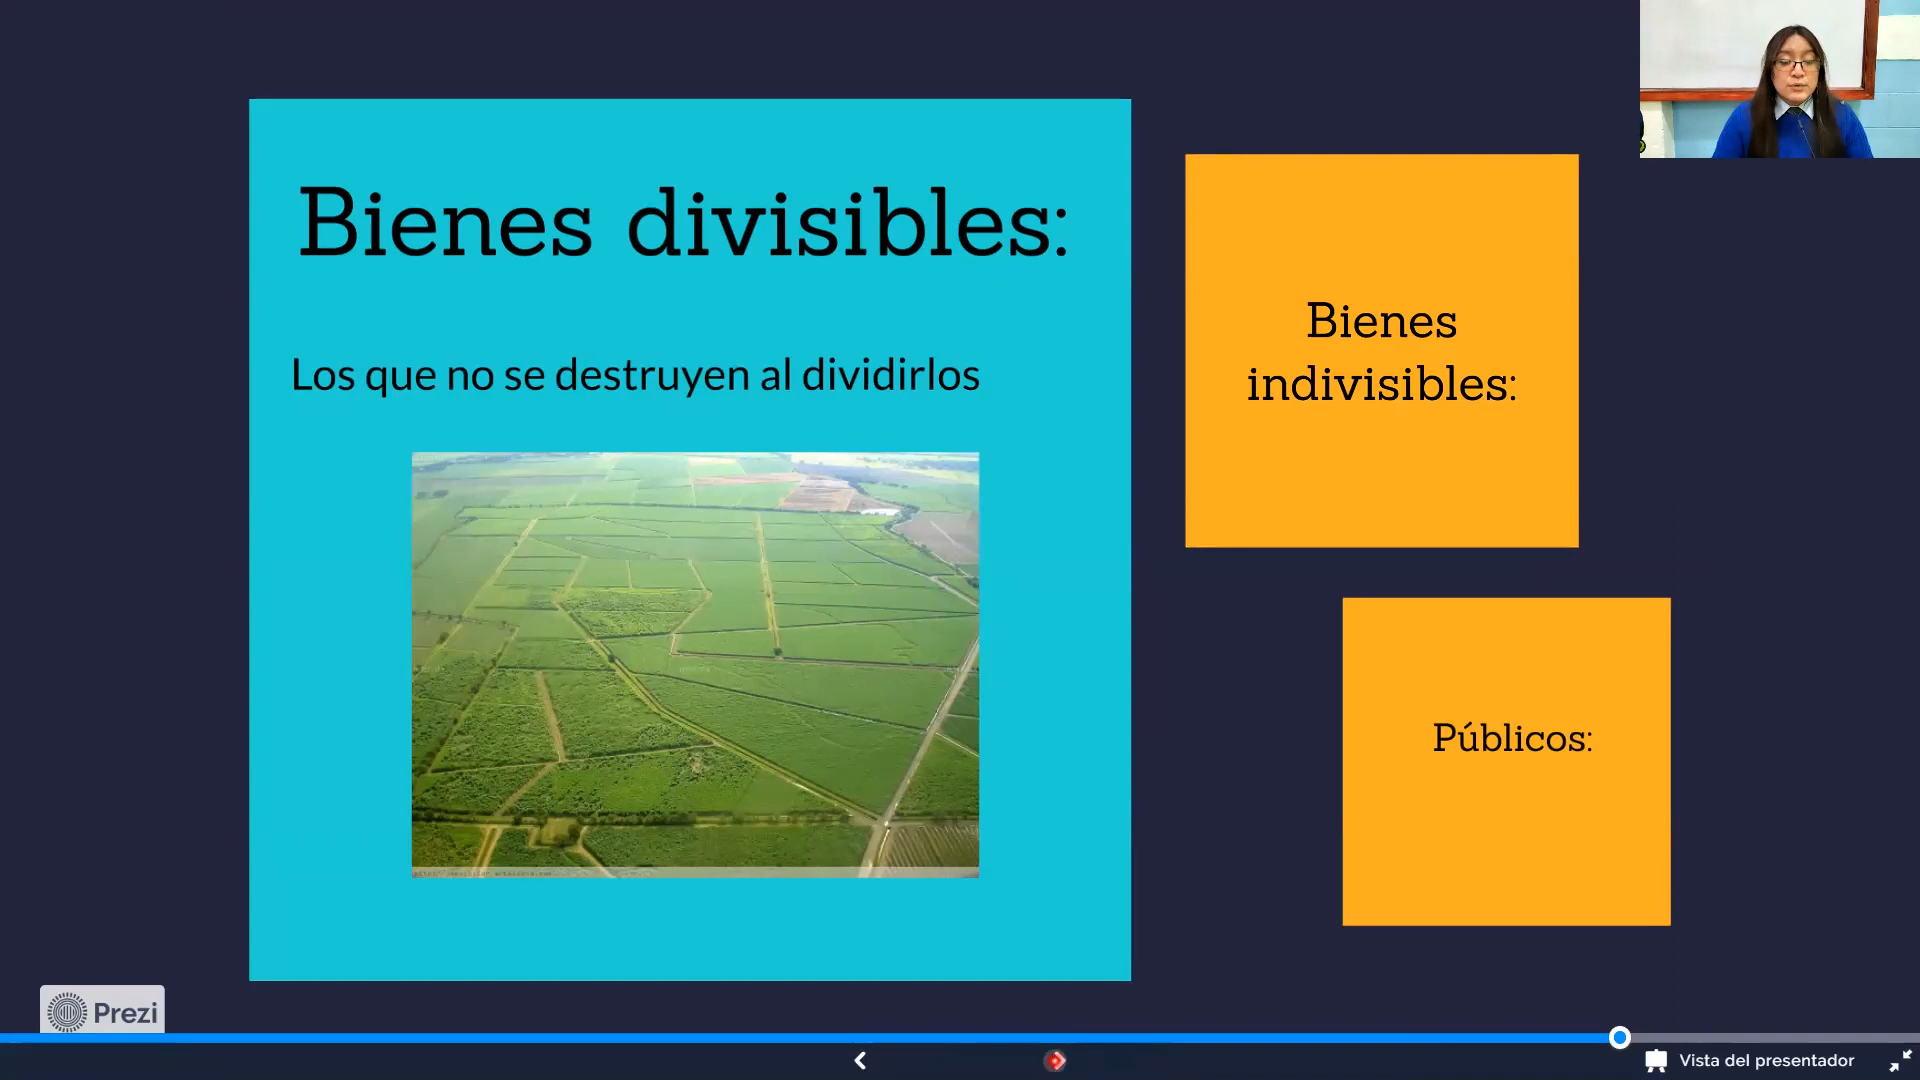 Bienes divisibles:
Los que no se destruyen al dividirlos
Bienes
indivisibles:
Públicos:
Prezi
Vista del presentador